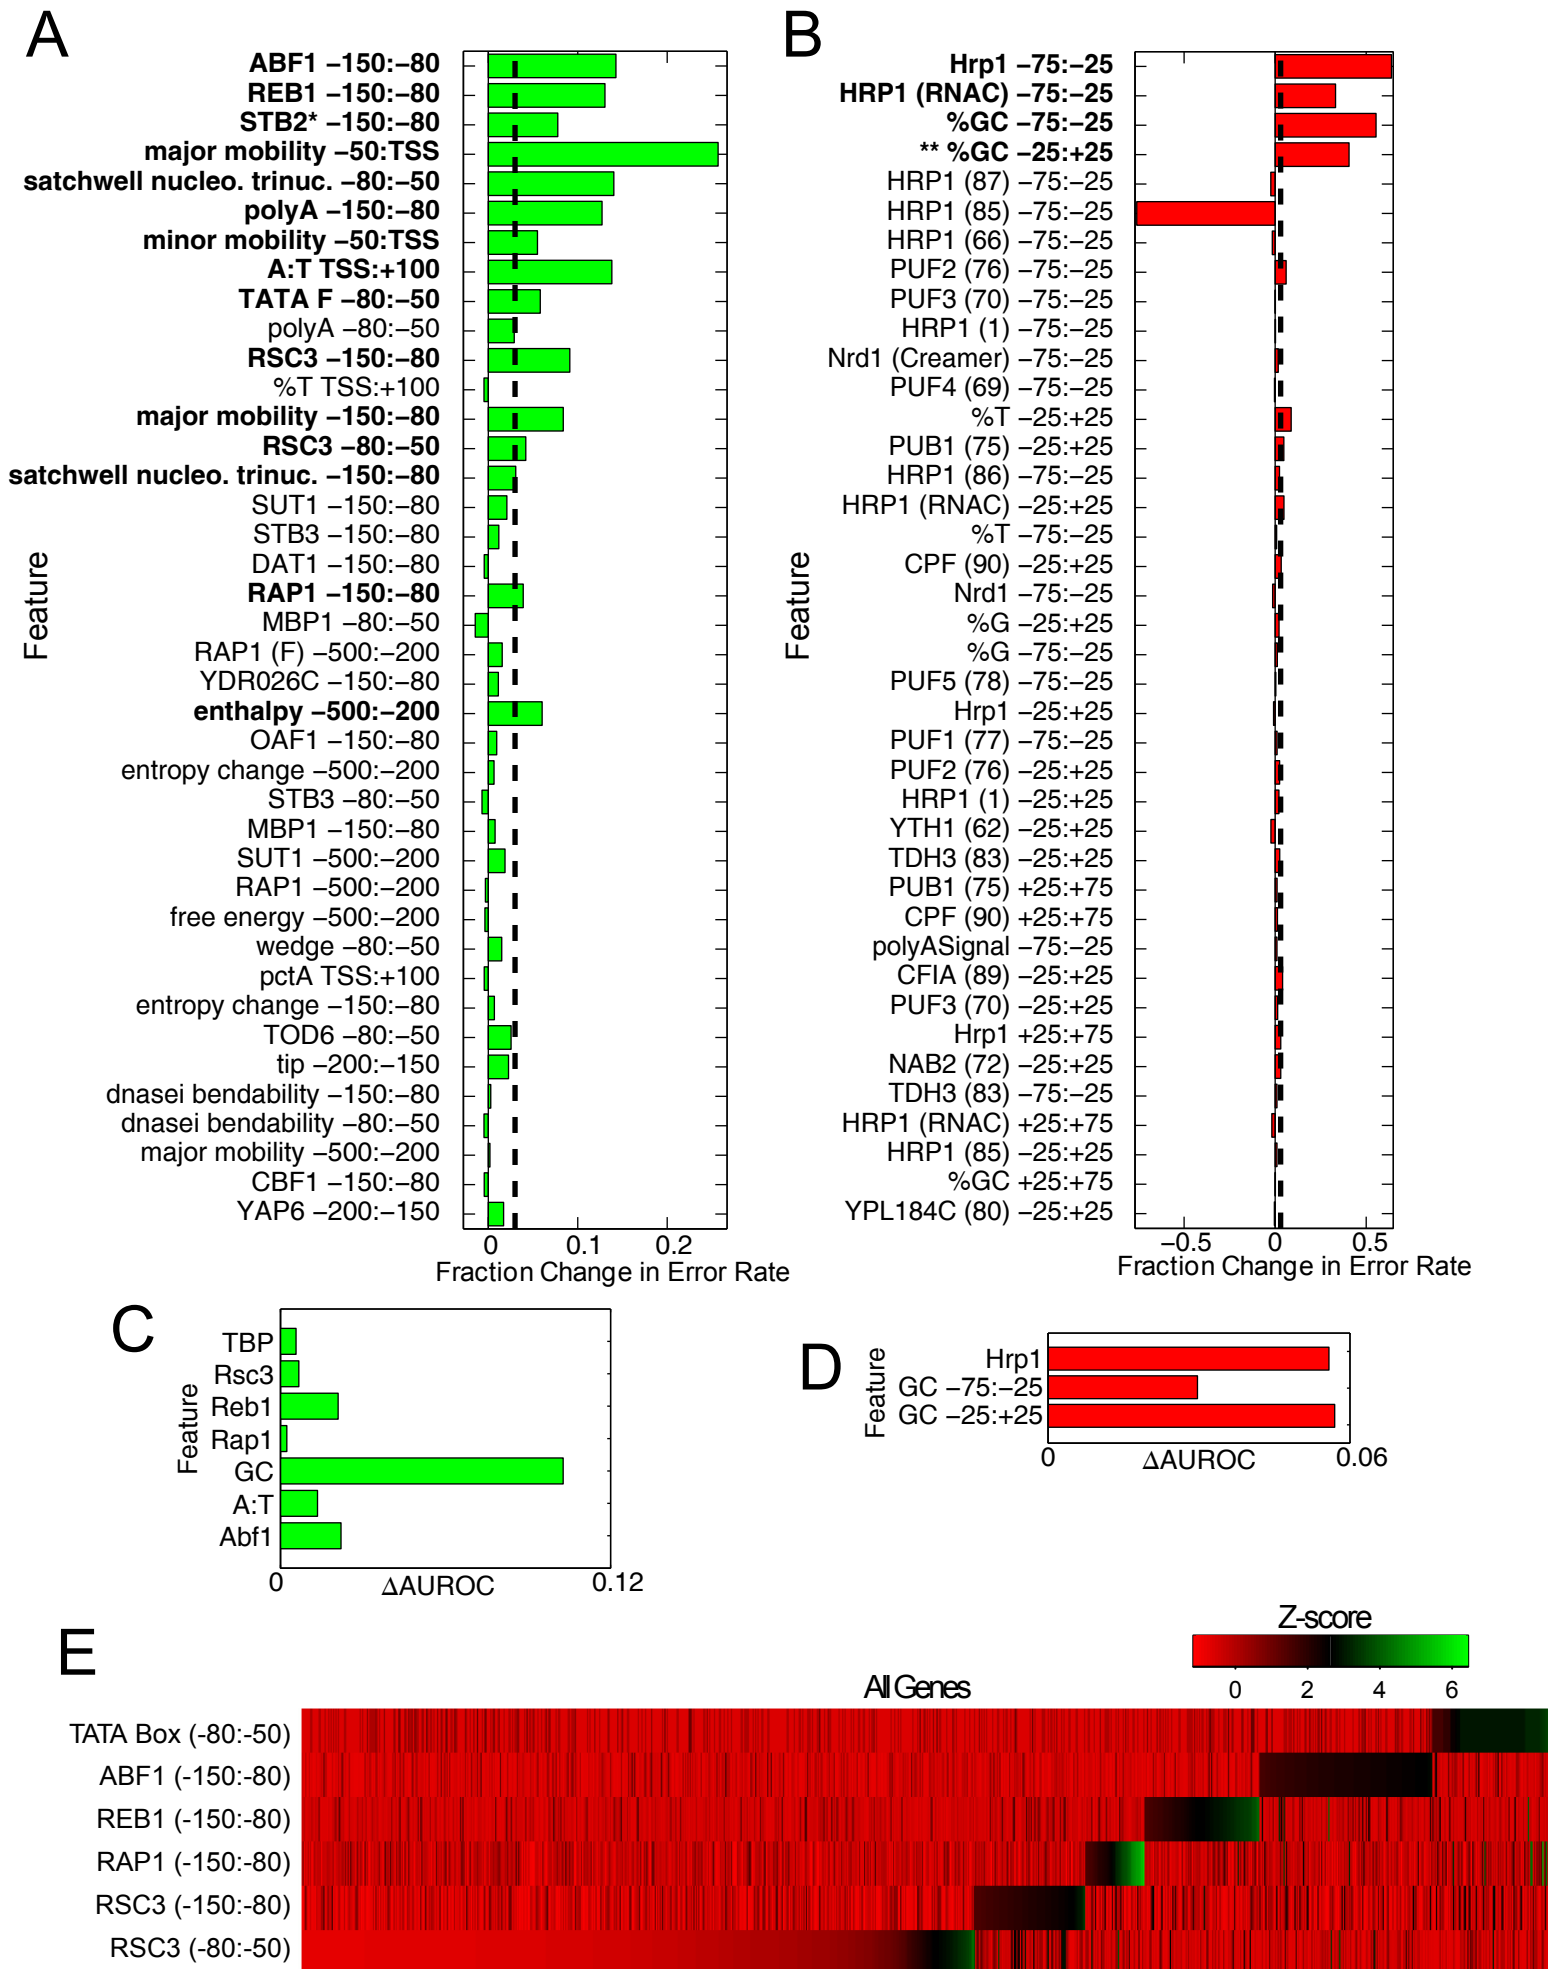 A
ABF1 −150:−80
REB1 −150:−80
STB2* −150:−80
major mobility −50:TSS
satchwell nucleo. trinuc. −80:−50
polyA −150:−80
minor mobility −50:TSS
A:T TSS:+100
TATA F −80:−50
polyA −80:−50
RSC3 −150:−80
%T TSS:+100
major mobility −150:−80
RSC3 −80:−50
satchwell nucleo. trinuc. −150:−80
SUT1 −150:−80
STB3 −150:−80
DAT1 −150:−80
RAP1 −150:−80
MBP1 −80:−50
RAP1 (F) −500:−200
YDR026C −150:−80
enthalpy −500:−200
OAF1 −150:−80
entropy change −500:−200
STB3 −80:−50
MBP1 −150:−80
SUT1 −500:−200
RAP1 −500:−200
free energy −500:−200
wedge −80:−50
pctA TSS:+100
entropy change −150:−80
TOD6 −80:−50
tip −200:−150
dnasei bendability −150:−80
dnasei bendability −80:−50
major mobility −500:−200
CBF1 −150:−80
YAP6 −200:−150
Feature
0 0.1 0.2
Fraction Change in Error Rate
B
Hrp1 −75:−25
HRP1 (RNAC) −75:−25
%GC −75:−25
** %GC −25:+25
HRP1 (87) −75:−25
HRP1 (85) −75:−25
HRP1 (66) −75:−25
PUF2 (76) −75:−25
PUF3 (70) −75:−25
HRP1 (1) −75:−25
Nrd1 (Creamer) −75:−25
PUF4 (69) −75:−25
%T −25:+25
PUB1 (75) −25:+25
HRP1 (86) −75:−25
HRP1 (RNAC) −25:+25
%T −75:−25
CPF (90) −25:+25
Nrd1 −75:−25
%G −25:+25
%G −75:−25
PUF5 (78) −75:−25
Hrp1 −25:+25
PUF1 (77) −75:−25
PUF2 (76) −25:+25
HRP1 (1) −25:+25
YTH1 (62) −25:+25
TDH3 (83) −25:+25
PUB1 (75) +25:+75
CPF (90) +25:+75
polyASignal −75:−25
CFIA (89) −25:+25
PUF3 (70) −25:+25
Hrp1 +25:+75
NAB2 (72) −25:+25
TDH3 (83) −75:−25
HRP1 (RNAC) +25:+75
HRP1 (85) −25:+25
%GC +25:+75
YPL184C (80) −25:+25
Feature
−0.5 0 0.5
Fraction Change in Error Rate
C
TBP
Rsc3
Reb1
Rap1
GC
A:T
Abf1
Feature
0 ΔAUROC 0.12
D
Hrp1
GC −75:−25
GC −25:+25
Feature
0 ΔAUROC 0.06
E
Z-score
0 2 4 6
All Genes
TATA Box (-80:-50)
ABF1 (-150:-80)
REB1 (-150:-80)
RAP1 (-150:-80)
RSC3 (-150:-80)
RSC3 (-80:-50)